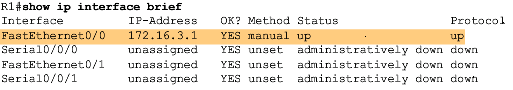 R1#show ip interface brief
Interface IP-Address OK? Method Status Protocol
FastEthernet0/0 172.16.3.1 YES manual up up
Serial0/0/0 unassigned YES unset administratively down down
FastEthernet0/1 unassigned YES unset administratively down down
Serial0/0/1 unassigned YES unset administratively down down